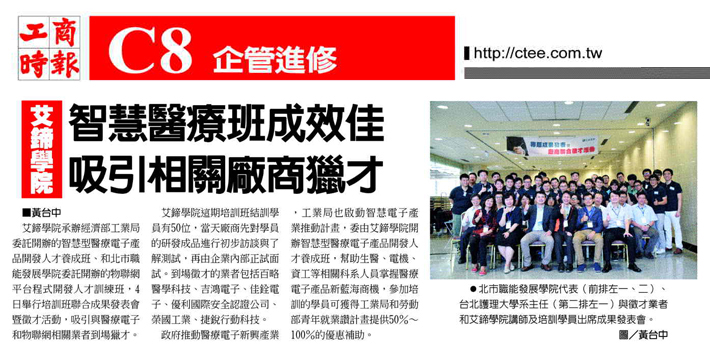 工商
時報
C8 企管進修
http://ctee.com.tw
艾鍗學院
智慧醫療班成效佳
吸引相關廠商獵才
■黃台中
艾鍗學院承辦經濟部工業局
委託開辦的智慧型醫療電子產
品開發人才養成班、和北市職
能發展學院委託開辦的物聯網
平台程式開發人才訓練班，4
日舉行培訓班聯合成果發表會
暨徵才活動，吸引與醫療電子
和物聯網相關業者到場獵才。
艾鍗學院這期培訓班結訓學
員有50位，當天廠商先對學員
的研發成品進行初步訪談與了
解測試，再由企業內部正式面
試。到場徵才的業者包括百略
醫學科技、吉鴻電子、佳銓電
子、優利國際安全認證公司、
榮國工業、捷銳行動科技。
政府推動醫療電子新興產業
，工業局也啟動智慧電子產
業推動計畫，委由艾鍗學院開
辦智慧型醫療電子產品開發人
才養成班，幫助生醫、電機、
資工等相關科系人員掌握醫療
電子產品新藍海商機，參加培
訓的學員可獲得工業局和勞動
部青年就業讚計畫提供50%～
100%的優惠補助。
●北市職能發展學院代表（前排左一、二）、
台北護理大學系主任（第二排左一）與徵才業者
和艾鍗學院講師及培訓學員出席成果發表會。
圖／黃台中